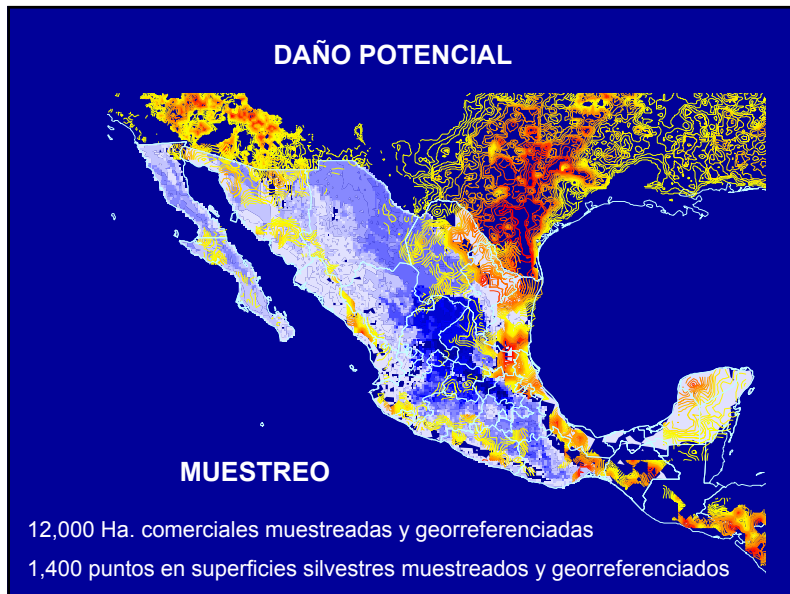 DAÑO POTENCIAL
MUESTREO
12,000 Ha. comerciales muestreadas y georreferenciadas
1,400 puntos en superficies silvestres muestreados y georreferenciados